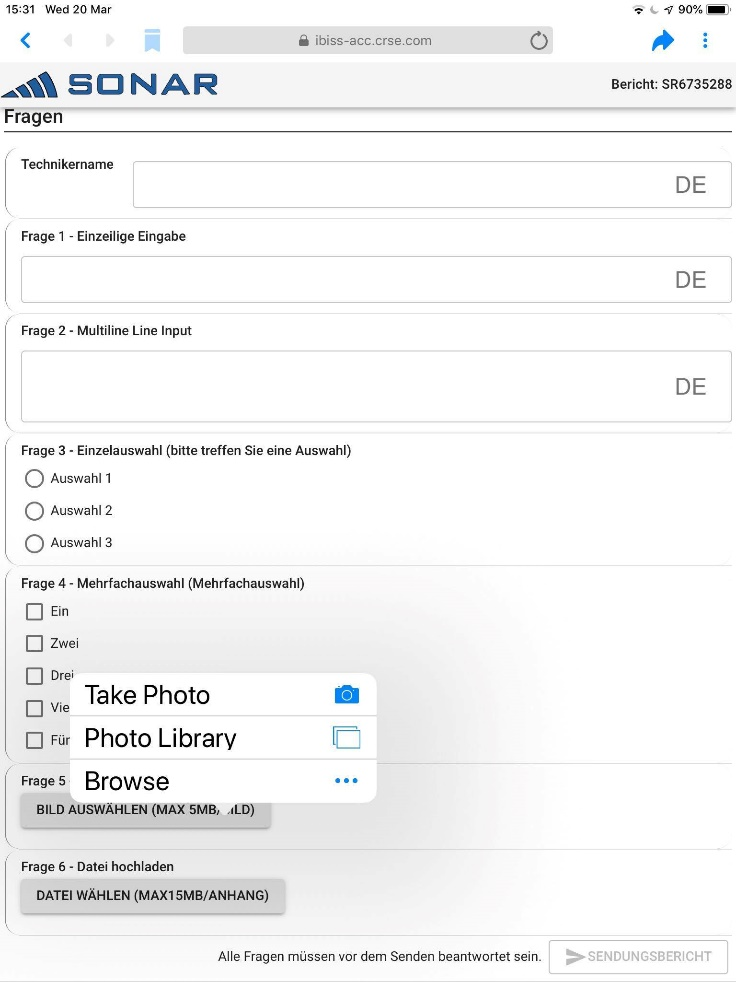 15:31 Wed 20 Mar 90%
ibiss-acc.crse.com
SONAR Bericht: SR6735288
Fragen
Technikername DE
Frage 1 - Einzeilige Eingabe
DE
Frage 2 - Multiline Line Input
DE
Frage 3 - Einzelauswahl (bitte treffen Sie eine Auswahl)
Auswahl 1
Auswahl 2
Auswahl 3
Frage 4 - Mehrfachauswahl (Mehrfachauswahl)
Ein
Zwei
Drei
Take Photo
Photo Library
Browse
Frage 5
BILD AUSWÄHLEN (MAX 5MB/
Frage 6 - Datei hochladen
DATEI WÄHLEN (MAX15MB/ANHANG)
Alle Fragen müssen vor dem Senden beantwortet sein. SENDUNGSBERICHT